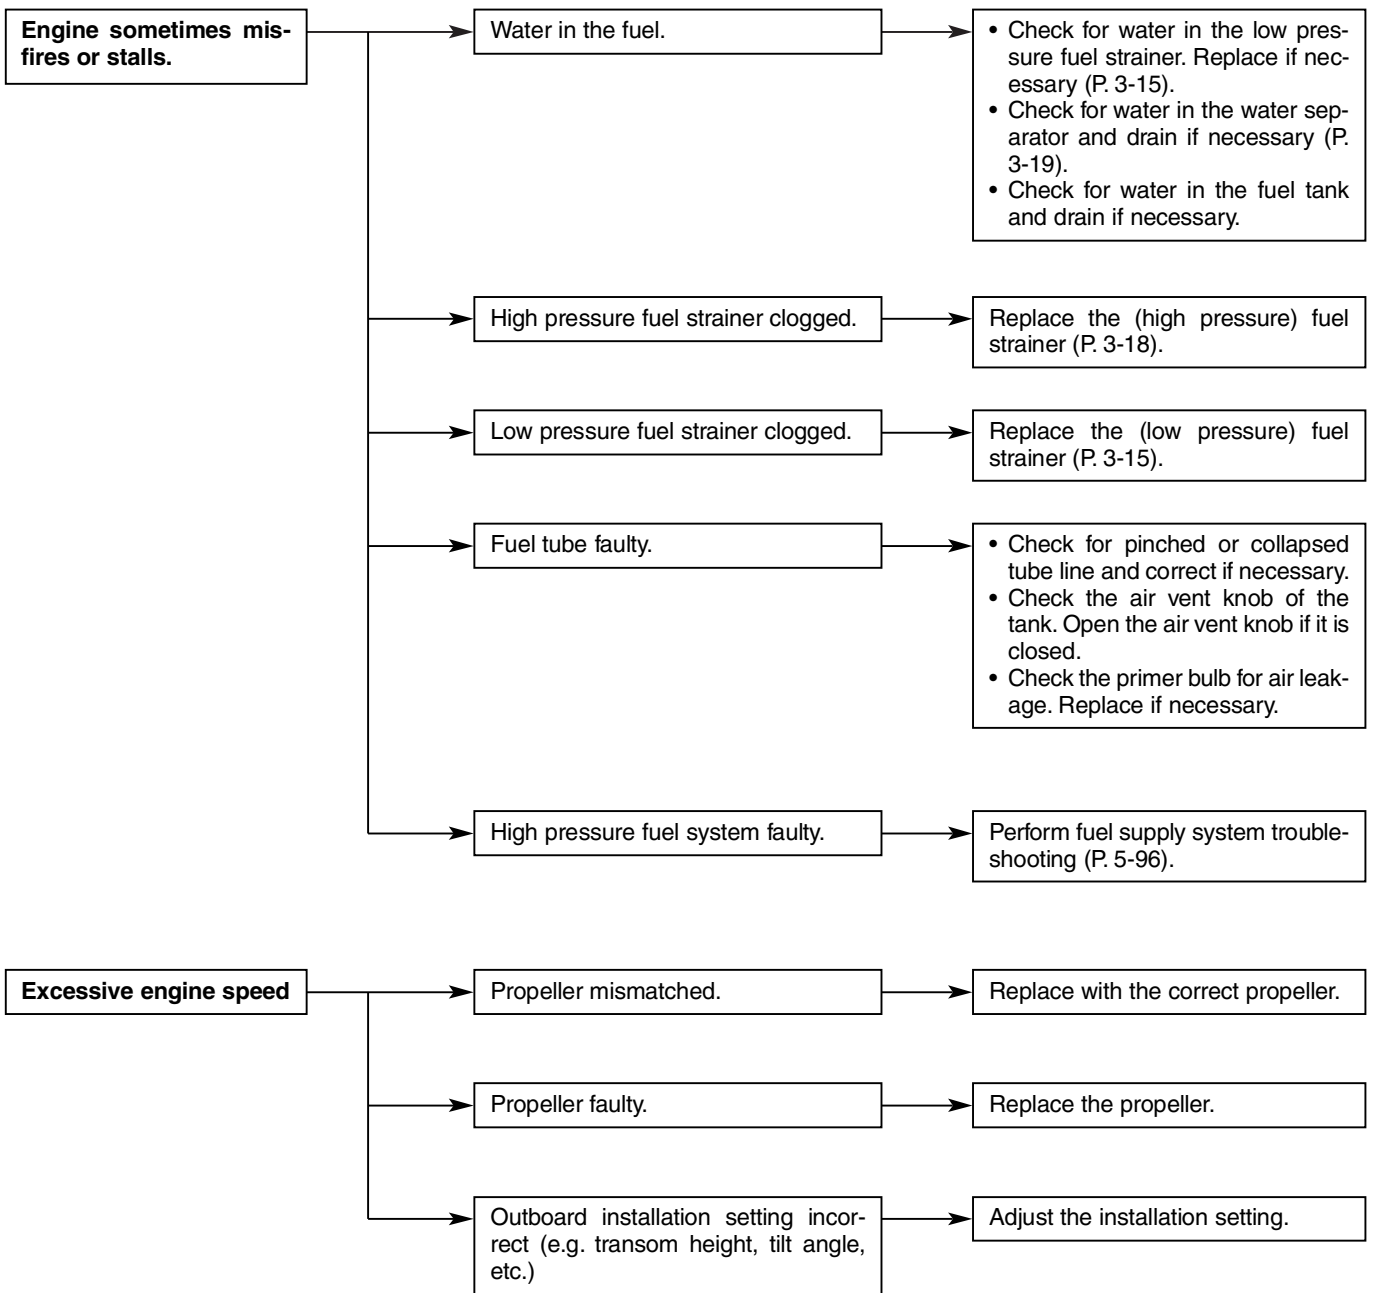 Engine sometimes mis-
fires or stalls.
Water in the fuel.
• Check for water in the low pres-
sure fuel strainer. Replace if nec-
essary (P. 3-15).
• Check for water in the water sep-
arator and drain if necessary (P.
3-19).
• Check for water in the fuel tank
and drain if necessary.
High pressure fuel strainer clogged.
Replace the (high pressure) fuel
strainer (P. 3-18).
Low pressure fuel strainer clogged.
Replace the (low pressure) fuel
strainer (P. 3-15).
Fuel tube faulty.
• Check for pinched or collapsed
tube line and correct if necessary.
• Check the air vent knob of the
tank. Open the air vent knob if it is
closed.
• Check the primer bulb for air leak-
age. Replace if necessary.
High pressure fuel system faulty.
Perform fuel supply system trouble-
shooting (P. 5-96).
Excessive engine speed
Propeller mismatched.
Replace with the correct propeller.
Propeller faulty.
Replace the propeller.
Outboard installation setting incor-
rect (e.g. transom height, tilt angle,
etc.)
Adjust the installation setting.